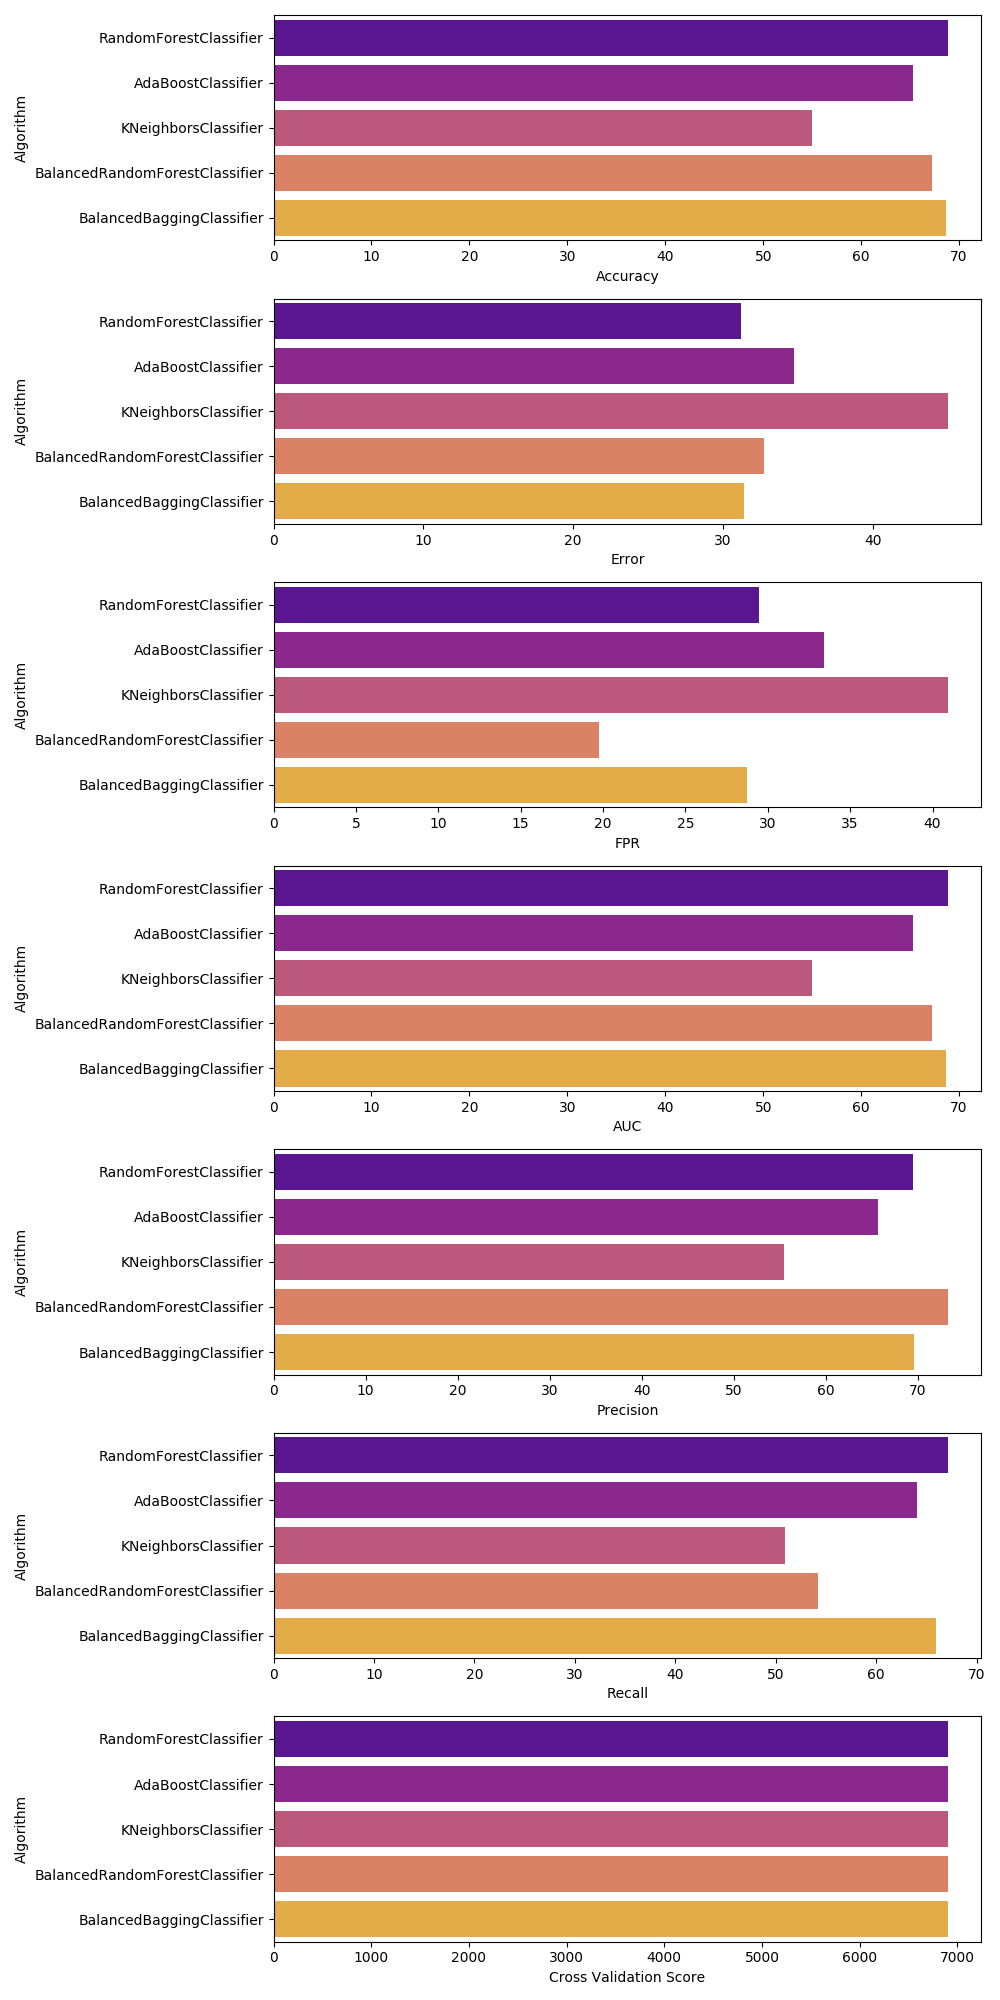 Algorithm
RandomForestClassifier
AdaBoostClassifier
KNeighborsClassifier
BalancedRandomForestClassifier
BalancedBaggingClassifier
0 10 20 30 40 50 60 70
Accuracy
Algorithm
RandomForestClassifier
AdaBoostClassifier
KNeighborsClassifier
BalancedRandomForestClassifier
BalancedBaggingClassifier
0 10 20 30 40
Error
Algorithm
RandomForestClassifier
AdaBoostClassifier
KNeighborsClassifier
BalancedRandomForestClassifier
BalancedBaggingClassifier
0 5 10 15 20 25 30 35 40
FPR
Algorithm
RandomForestClassifier
AdaBoostClassifier
KNeighborsClassifier
BalancedRandomForestClassifier
BalancedBaggingClassifier
0 10 20 30 40 50 60 70
AUC
Algorithm
RandomForestClassifier
AdaBoostClassifier
KNeighborsClassifier
BalancedRandomForestClassifier
BalancedBaggingClassifier
0 10 20 30 40 50 60 70
Precision
Algorithm
RandomForestClassifier
AdaBoostClassifier
KNeighborsClassifier
BalancedRandomForestClassifier
BalancedBaggingClassifier
0 10 20 30 40 50 60 70
Recall
Algorithm
RandomForestClassifier
AdaBoostClassifier
KNeighborsClassifier
BalancedRandomForestClassifier
BalancedBaggingClassifier
0 1000 2000 3000 4000 5000 6000 7000
Cross Validation Score